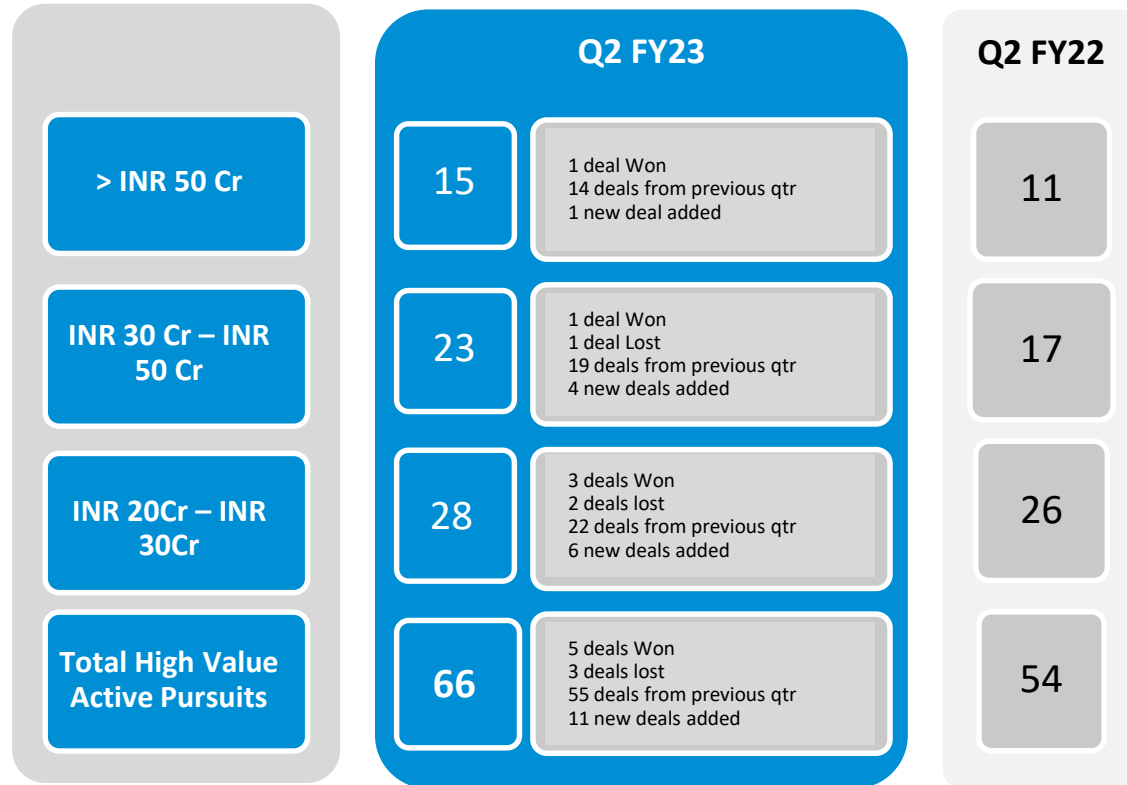 Q2 FY23
Q2 FY22
> INR 50 Cr
15
1 deal Won
14 deals from previous qtr
1 new deal added
11
INR 30 Cr – INR
50 Cr
23
1 deal Won
1 deal Lost
19 deals from previous qtr
4 new deals added
17
INR 20Cr – INR
30Cr
28
3 deals Won
2 deals lost
22 deals from previous qtr
6 new deals added
26
Total High Value
Active Pursuits
66
5 deals Won
3 deals lost
55 deals from previous qtr
11 new deals added
54